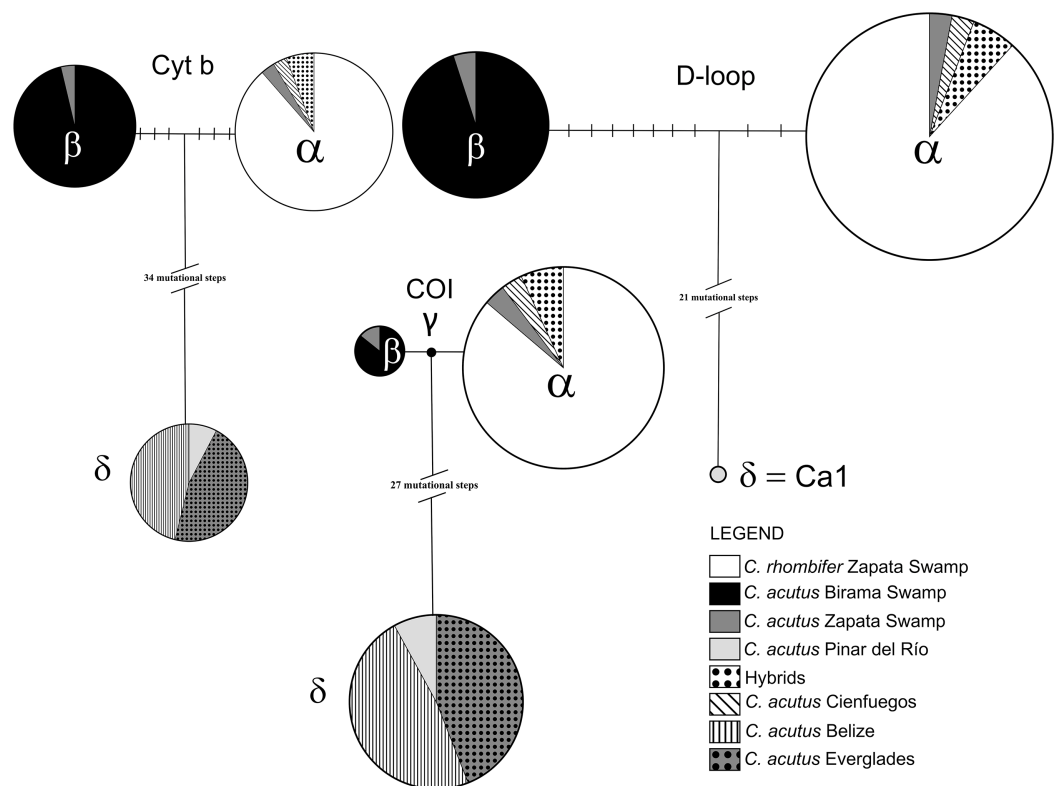 Cyt b
D-loop
β
α
β
α
34 mutational steps
21 mutational steps
COI
γ
β
α
δ
27 mutational steps
δ = Ca1
δ
LEGEND
C. rhombifer Zapata Swamp
C. acutus Birama Swamp
C. acutus Zapata Swamp
C. acutus Pinar del Río
Hybrids
C. acutus Cienfuegos
C. acutus Belize
C. acutus Everglades